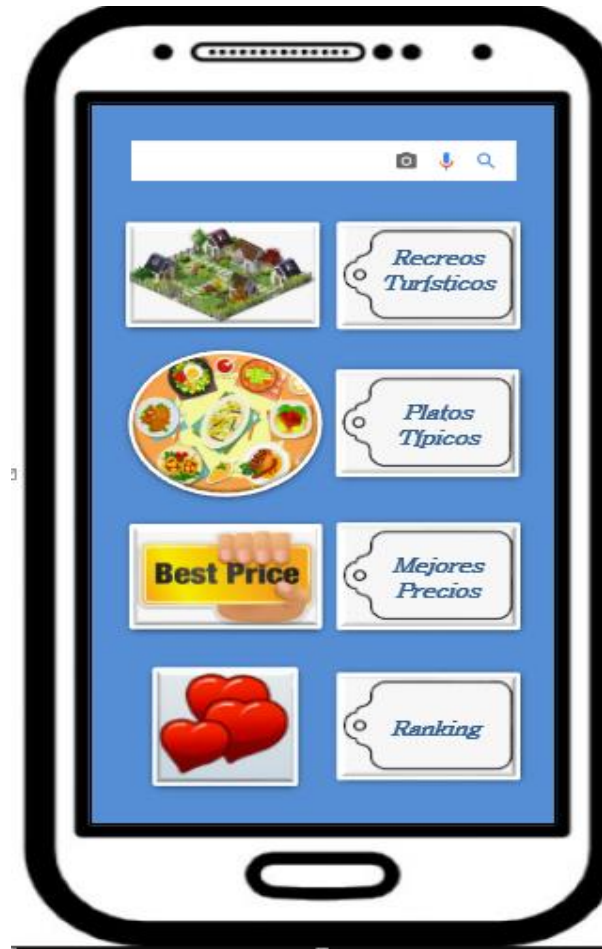 Recreos
Turísticos
Platos
Típicos
Best Price
Mejores
Precios
Ranking